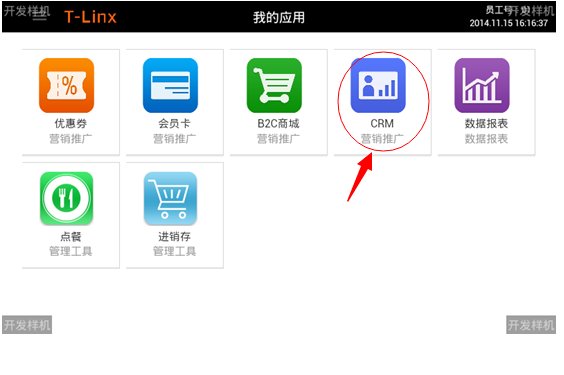 开发样机
T-Linx
我的应用
员工号: 01
开发样机
2014.11.15 16:16:37
%
优惠券
营销推广
会员卡
营销推广
B2C商城
营销推广
CRM
营销推广
数据报表
数据报表
点餐
管理工具
进销存
管理工具
开发样机
开发样机